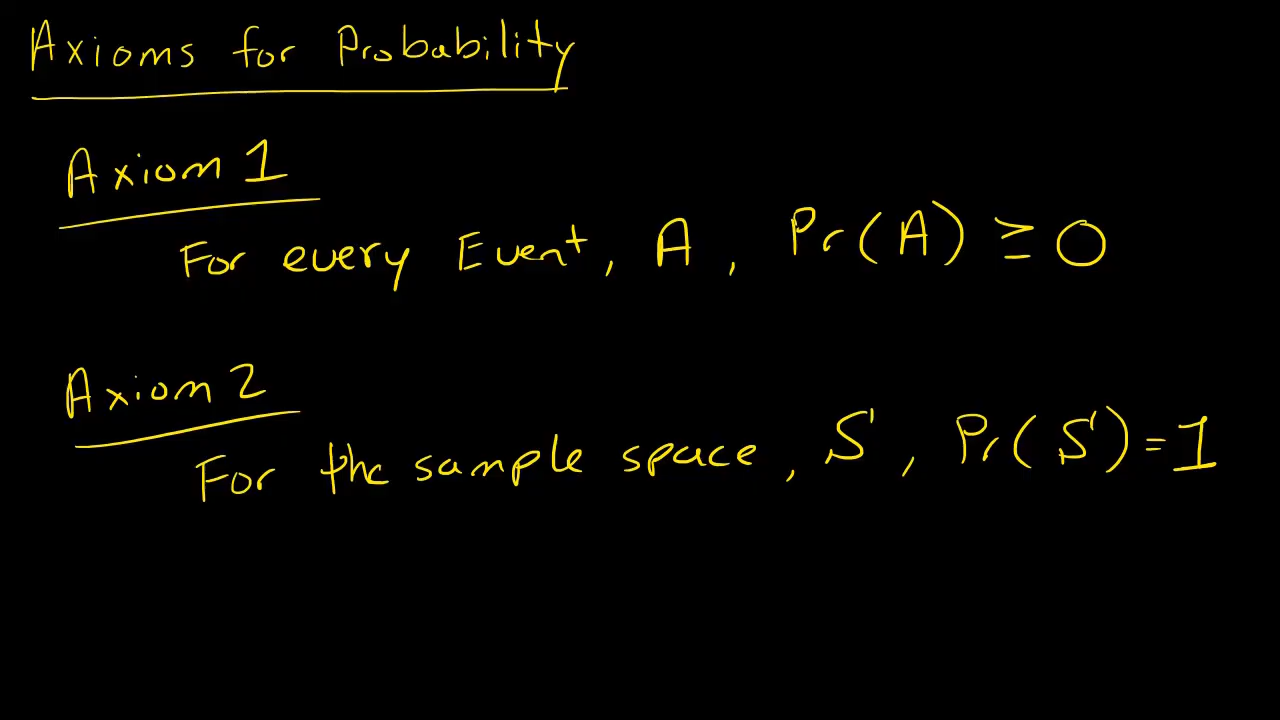 Axioms for Probability
Axiom 1
For every Event, A, Pr(A) ≥ 0
Axiom 2
For the sample space, S, Pr(S) = 1